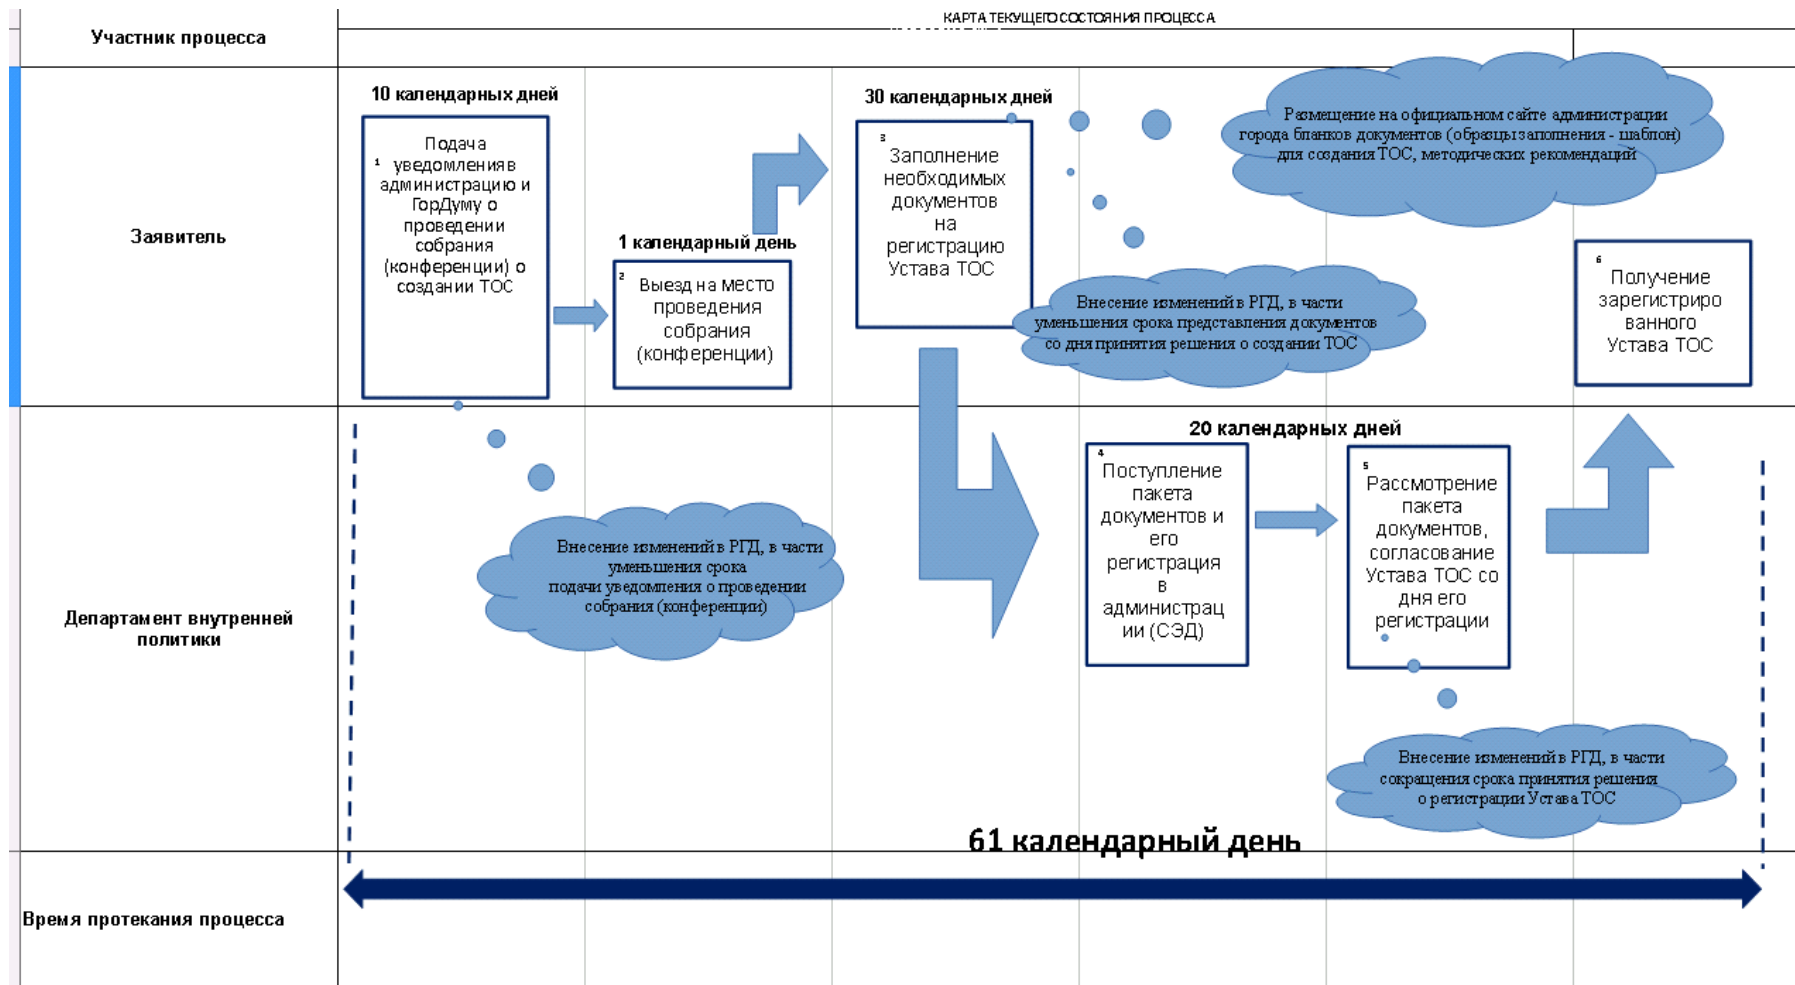 КАРТА ТЕКУЩЕГО СОСТОЯНИЯ ПРОЦЕССА
Участник процесса
Заявитель
10 календарных дней
1
Подача
уведомления в
администрацию и
ГорДуму о
проведении
собрания
(конференции) о
создании ТОС
1 календарный день
2
Выезд на место
проведения
собрания
(конференции)
30 календарных дней
3
Заполнение
необходимых
документов
на
регистрацию
Устава ТОС
Размещение на официальном сайте администрации
города бланков документов (образцы заполнения - шаблон)
для создания ТОС, методических рекомендаций
Внесение изменений в РГД, в части
уменьшения срока представления документов
со дня принятия решения о создании ТОС
6
Получение
зарегистриро
ванного
Устава ТОС
Департамент внутренней
политики
Внесение изменений в РГД, в части
уменьшения срока
подачи уведомления о проведении
собрания (конференции)
20 календарных дней
4
Поступление
пакета
документов и
его
регистрация
в
администрац
ии (СЭД)
5
Рассмотрение
пакета
документов,
согласование
Устава ТОС со
дня его
регистрации
Внесение изменений в РГД, в части
сокращения срока принятия решения
о регистрации Устава ТОС
61 календарный день
Время протекания процесса